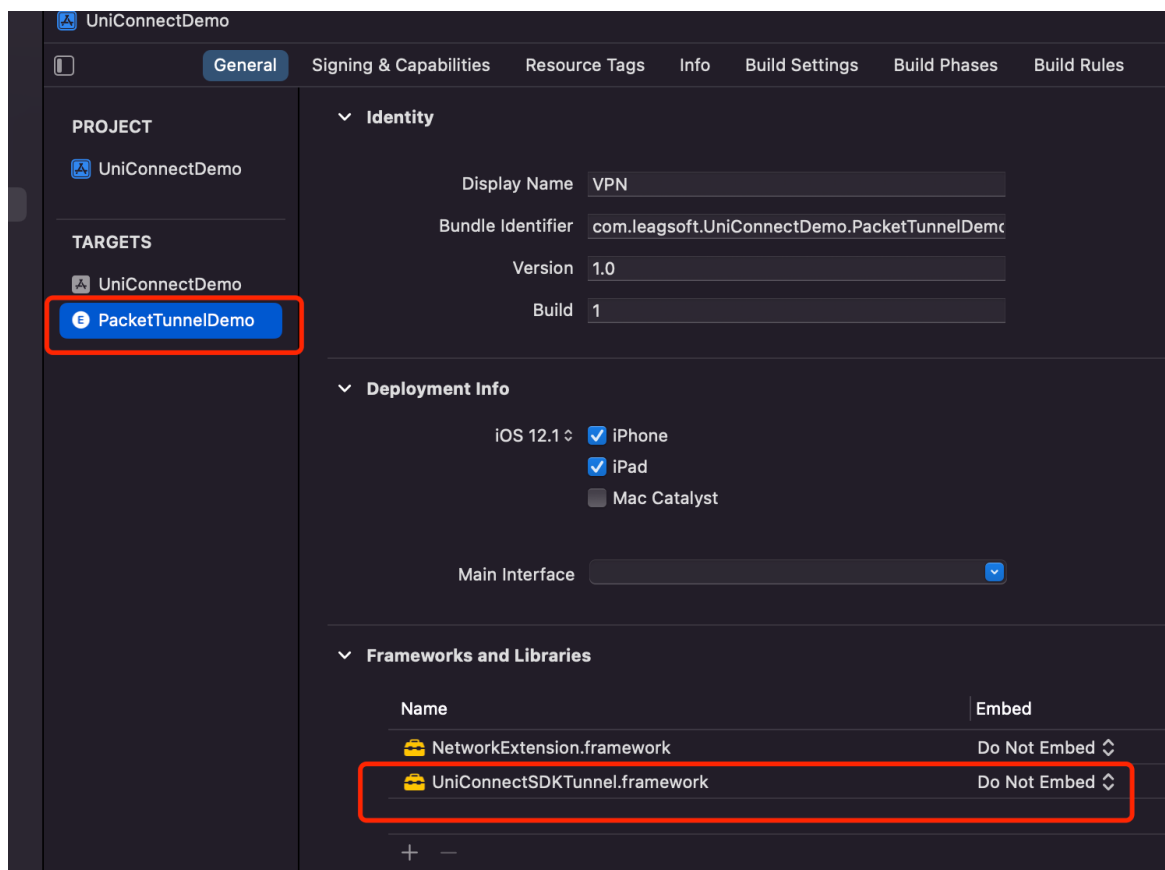 UniConnectDemo
General Signing & Capabilities Resource Tags Info Build Settings Build Phases Build Rules
PROJECT
UniConnectDemo
TARGETS
UniConnectDemo
E PacketTunnelDemo
Identity
Display Name VPN
Bundle Identifier com.leagsoft.UniConnectDemo.PacketTunnelDemo
Version 1.0
Build 1
Deployment Info
iOS 12.1 iPhone
iPad
Mac Catalyst
Main Interface
Frameworks and Libraries
Name Embed
NetworkExtension.framework Do Not Embed
UniConnectSDKTunnel.framework Do Not Embed